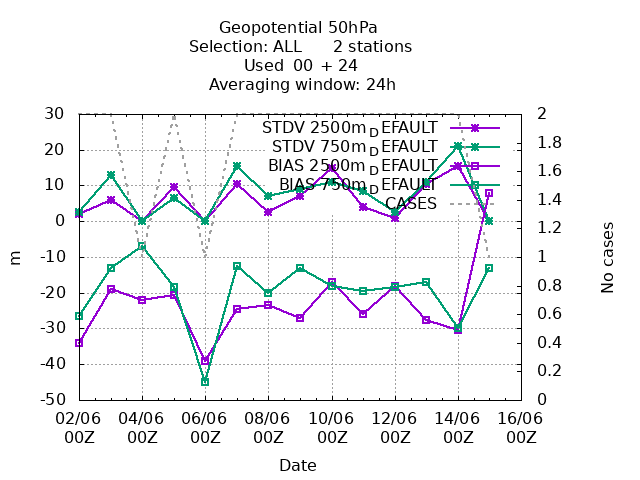 Geopotential 50hPa
Selection: ALL 2 stations
Used 00 + 24
Averaging window: 24h
STDV 2500m_DEFAULT
STDV 750m_DEFAULT
BIAS 2500m_DEFAULT
BIAS 750m_DEFAULT
CASES
30
20
10
0
-10
-20
-30
-40
-50
m
2
1.8
1.6
1.4
1.2
1
0.8
0.6
0.4
0.2
0
No cases
02/06 04/06 06/06 08/06 10/06 12/06 14/06 16/06
00Z 00Z 00Z 00Z 00Z 00Z 00Z 00Z
Date